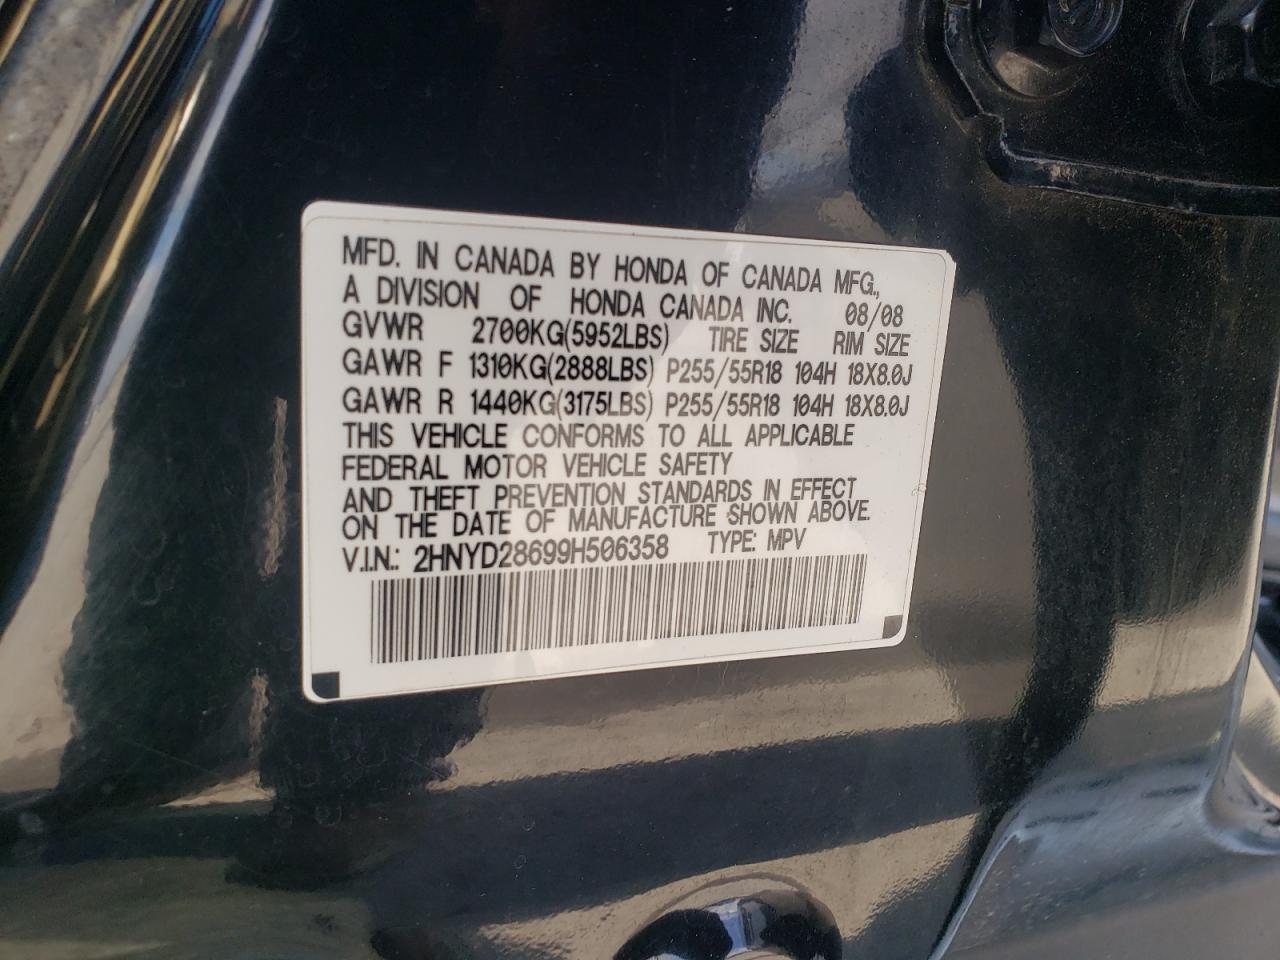 MFD. IN CANADA BY HONDA OF CANADA MFG.,
A DIVISION OF HONDA CANADA INC. 08/08
GVWR 2700KG(5952LBS) TIRE SIZE RIM SIZE
GAWR F 1310KG(2888LBS) P255/55R18 104H 18X8.0J
GAWR R 1440KG(3175LBS) P255/55R18 104H 18X8.0J
THIS VEHICLE CONFORMS TO ALL APPLICABLE
FEDERAL MOTOR VEHICLE SAFETY
AND THEFT PREVENTION STANDARDS IN EFFECT
ON THE DATE OF MANUFACTURE SHOWN ABOVE.
V.I.N.: 2HNYD28699H506358 TYPE: MPV